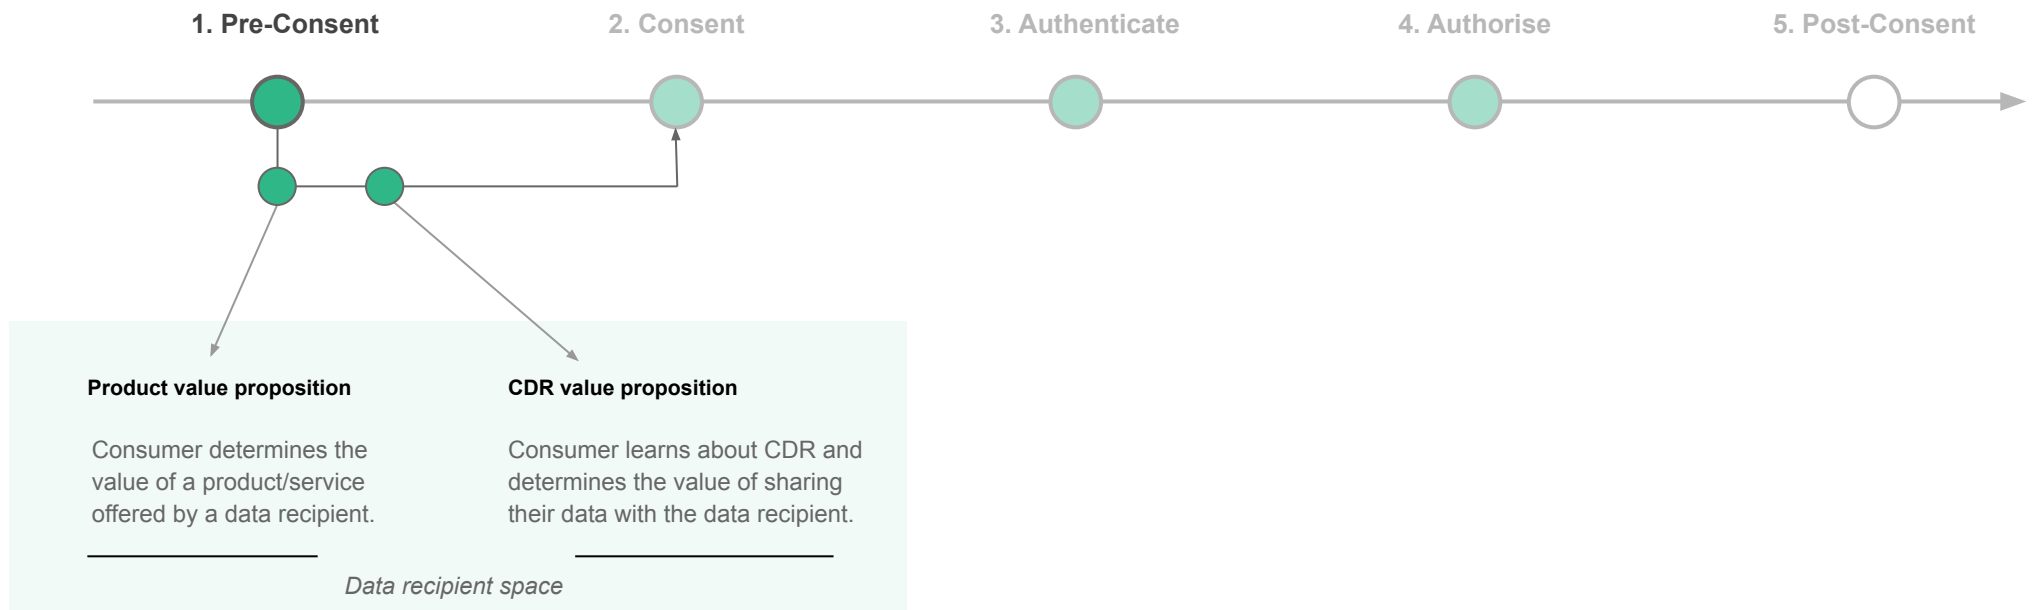 1. Pre-Consent
2. Consent
3. Authenticate
4. Authorise
5. Post-Consent
Product value proposition
Consumer determines the
value of a product/service
offered by a data recipient.
CDR value proposition
Consumer learns about CDR and
determines the value of sharing
their data with the data recipient.
Data recipient space